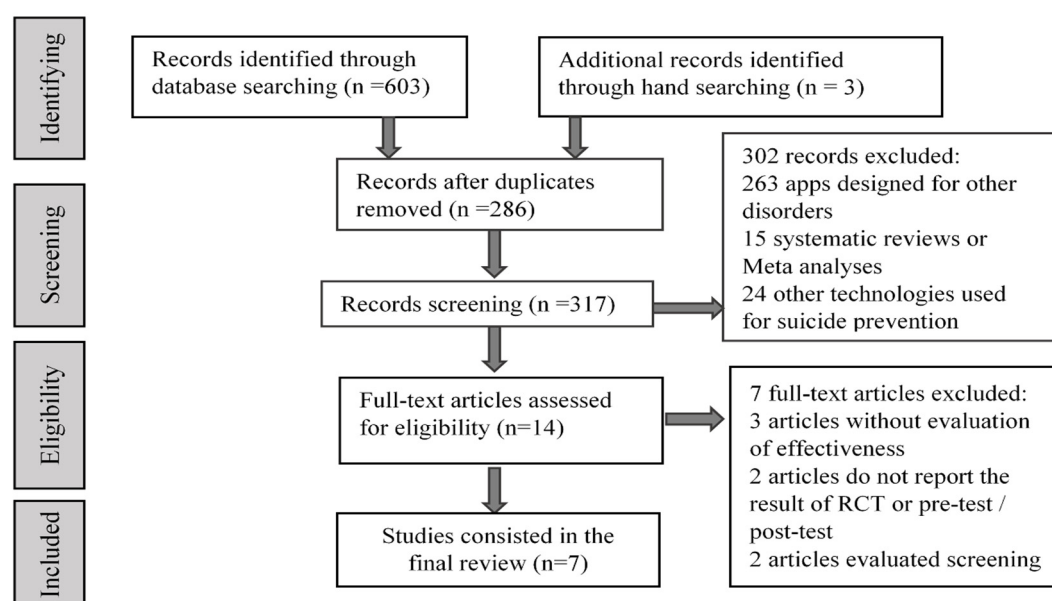 Identifying
Records identified through
database searching (n =603)
Additional records identified
through hand searching (n = 3)
Screening
Records after duplicates
removed (n =286)
302 records excluded:
263 apps designed for other
disorders
15 systematic reviews or
Meta analyses
24 other technologies used
for suicide prevention
Records screening (n =317)
Eligibility
Full-text articles assessed
for eligibility (n=14)
7 full-text articles excluded:
3 articles without evaluation
of effectiveness
2 articles do not report the
result of RCT or pre-test /
post-test
2 articles evaluated screening
Included
Studies consisted in the
final review (n=7)